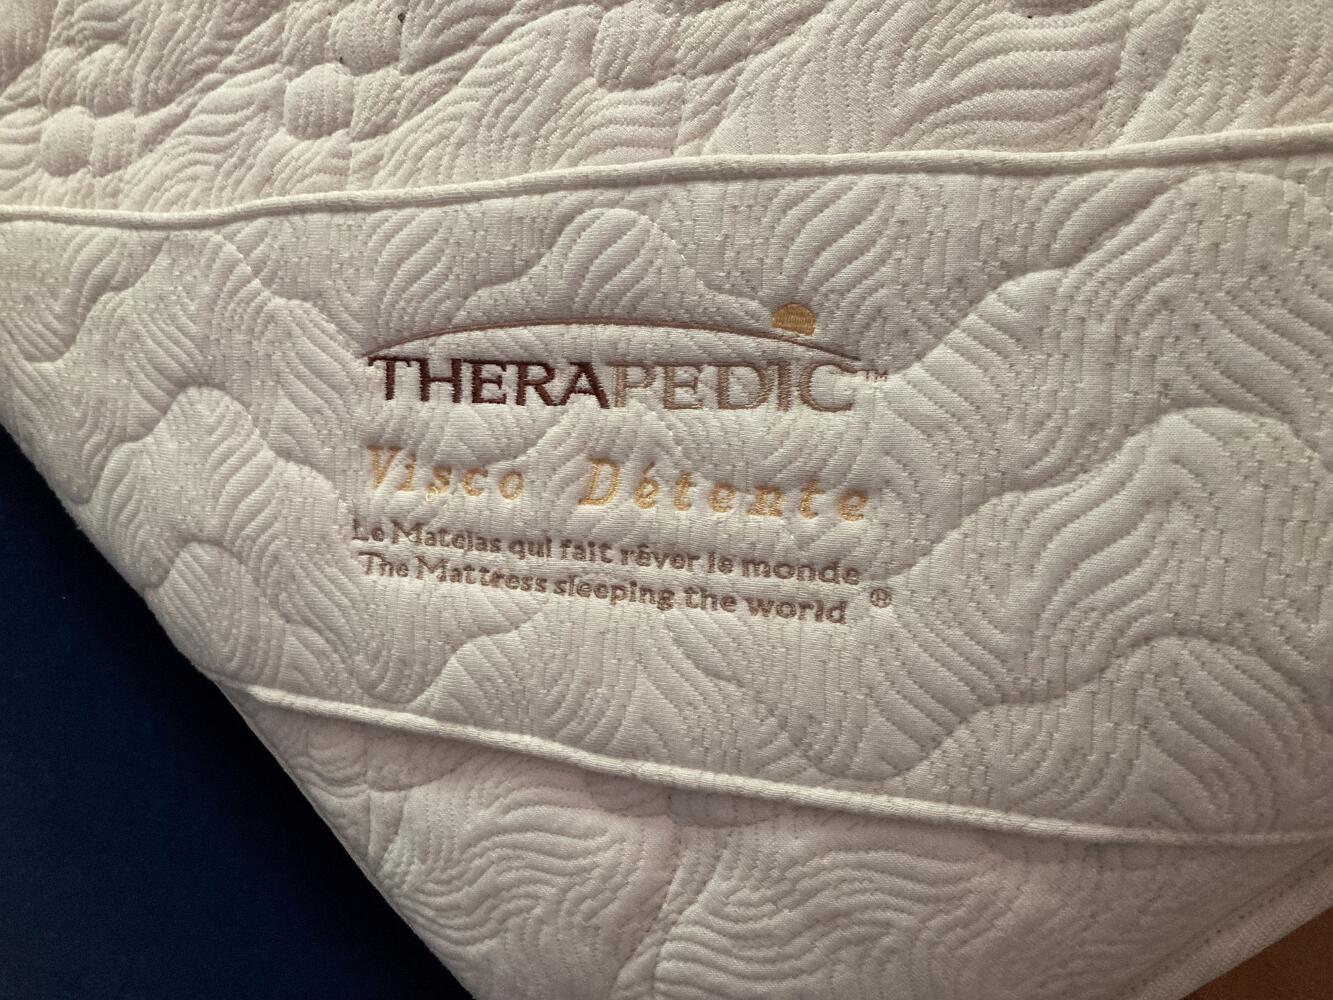 THERAPEDIC™
Visco Détente
Le Matelas qui fait rêver le monde
The Mattress sleeping the world ®